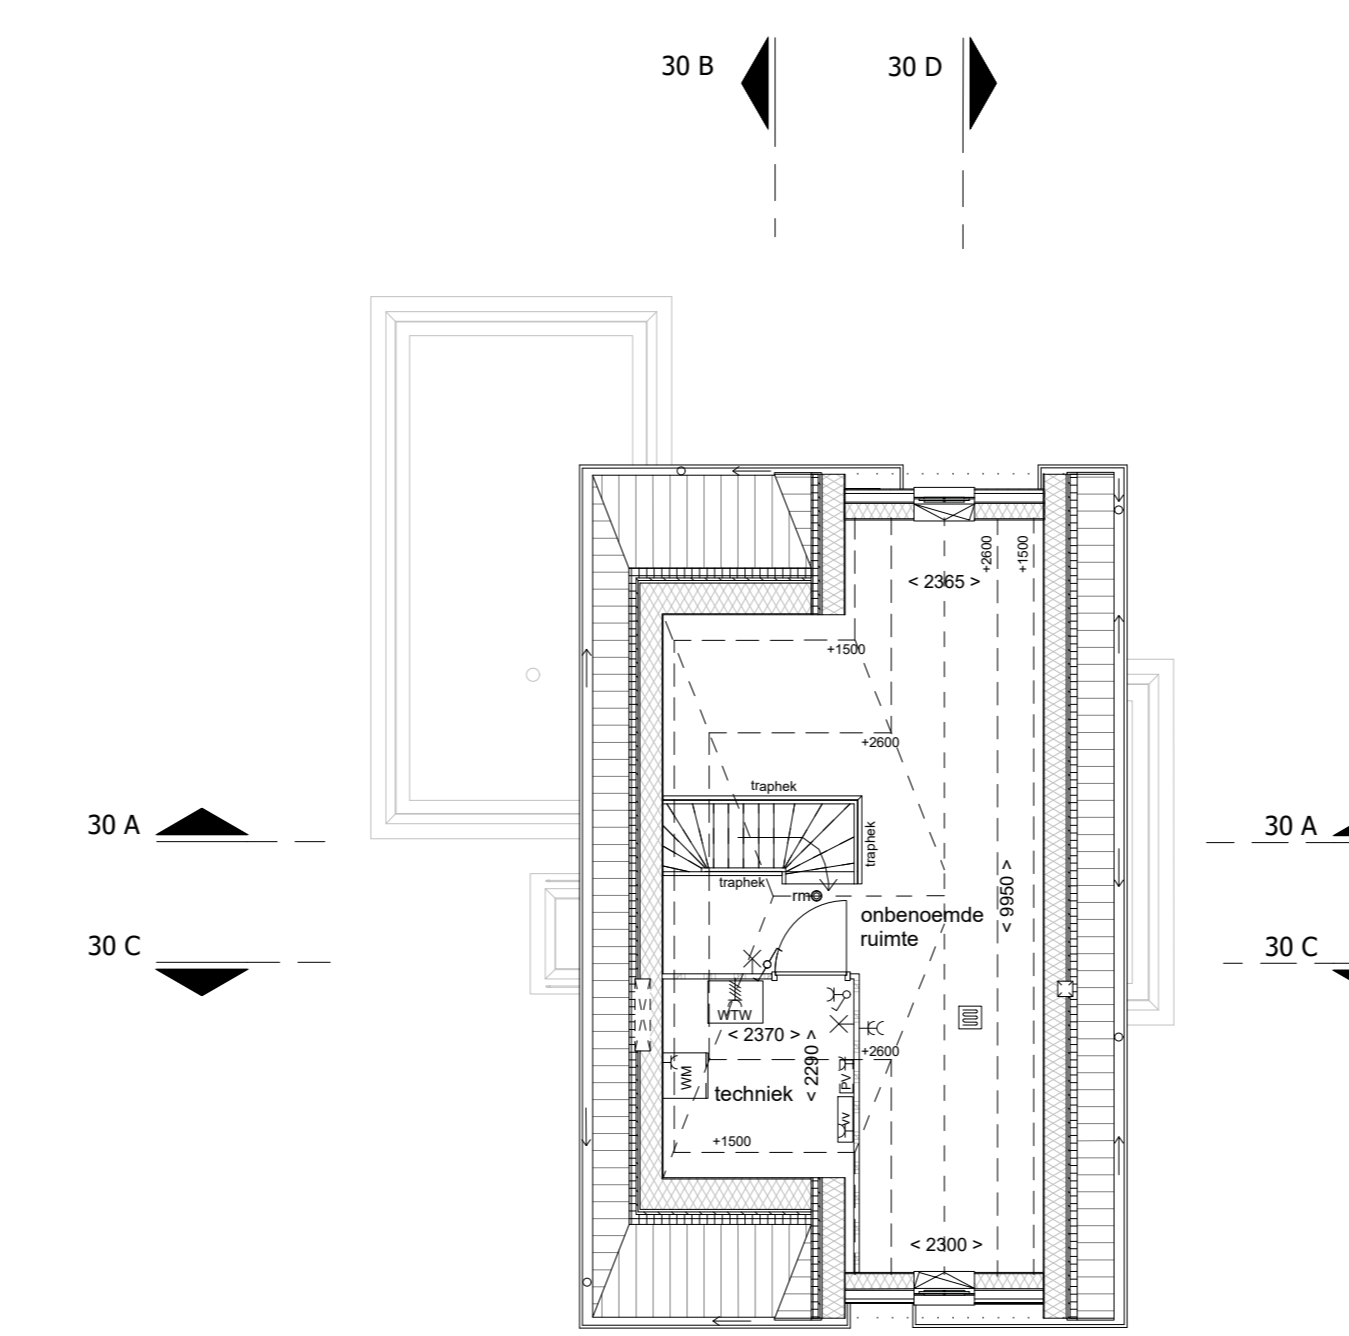 30 B
30 D
+2600
+1500
< 2365 >
+1500
+2600
traphek
traphek
30 A
30 A
traphek
rm
< 9950 >
onbenoemde
ruimte
30 C
30 C
WTW
< 2370 >
< 2290 >
+2600
WM
PV
techniek
vv
+1500
< 2300 >